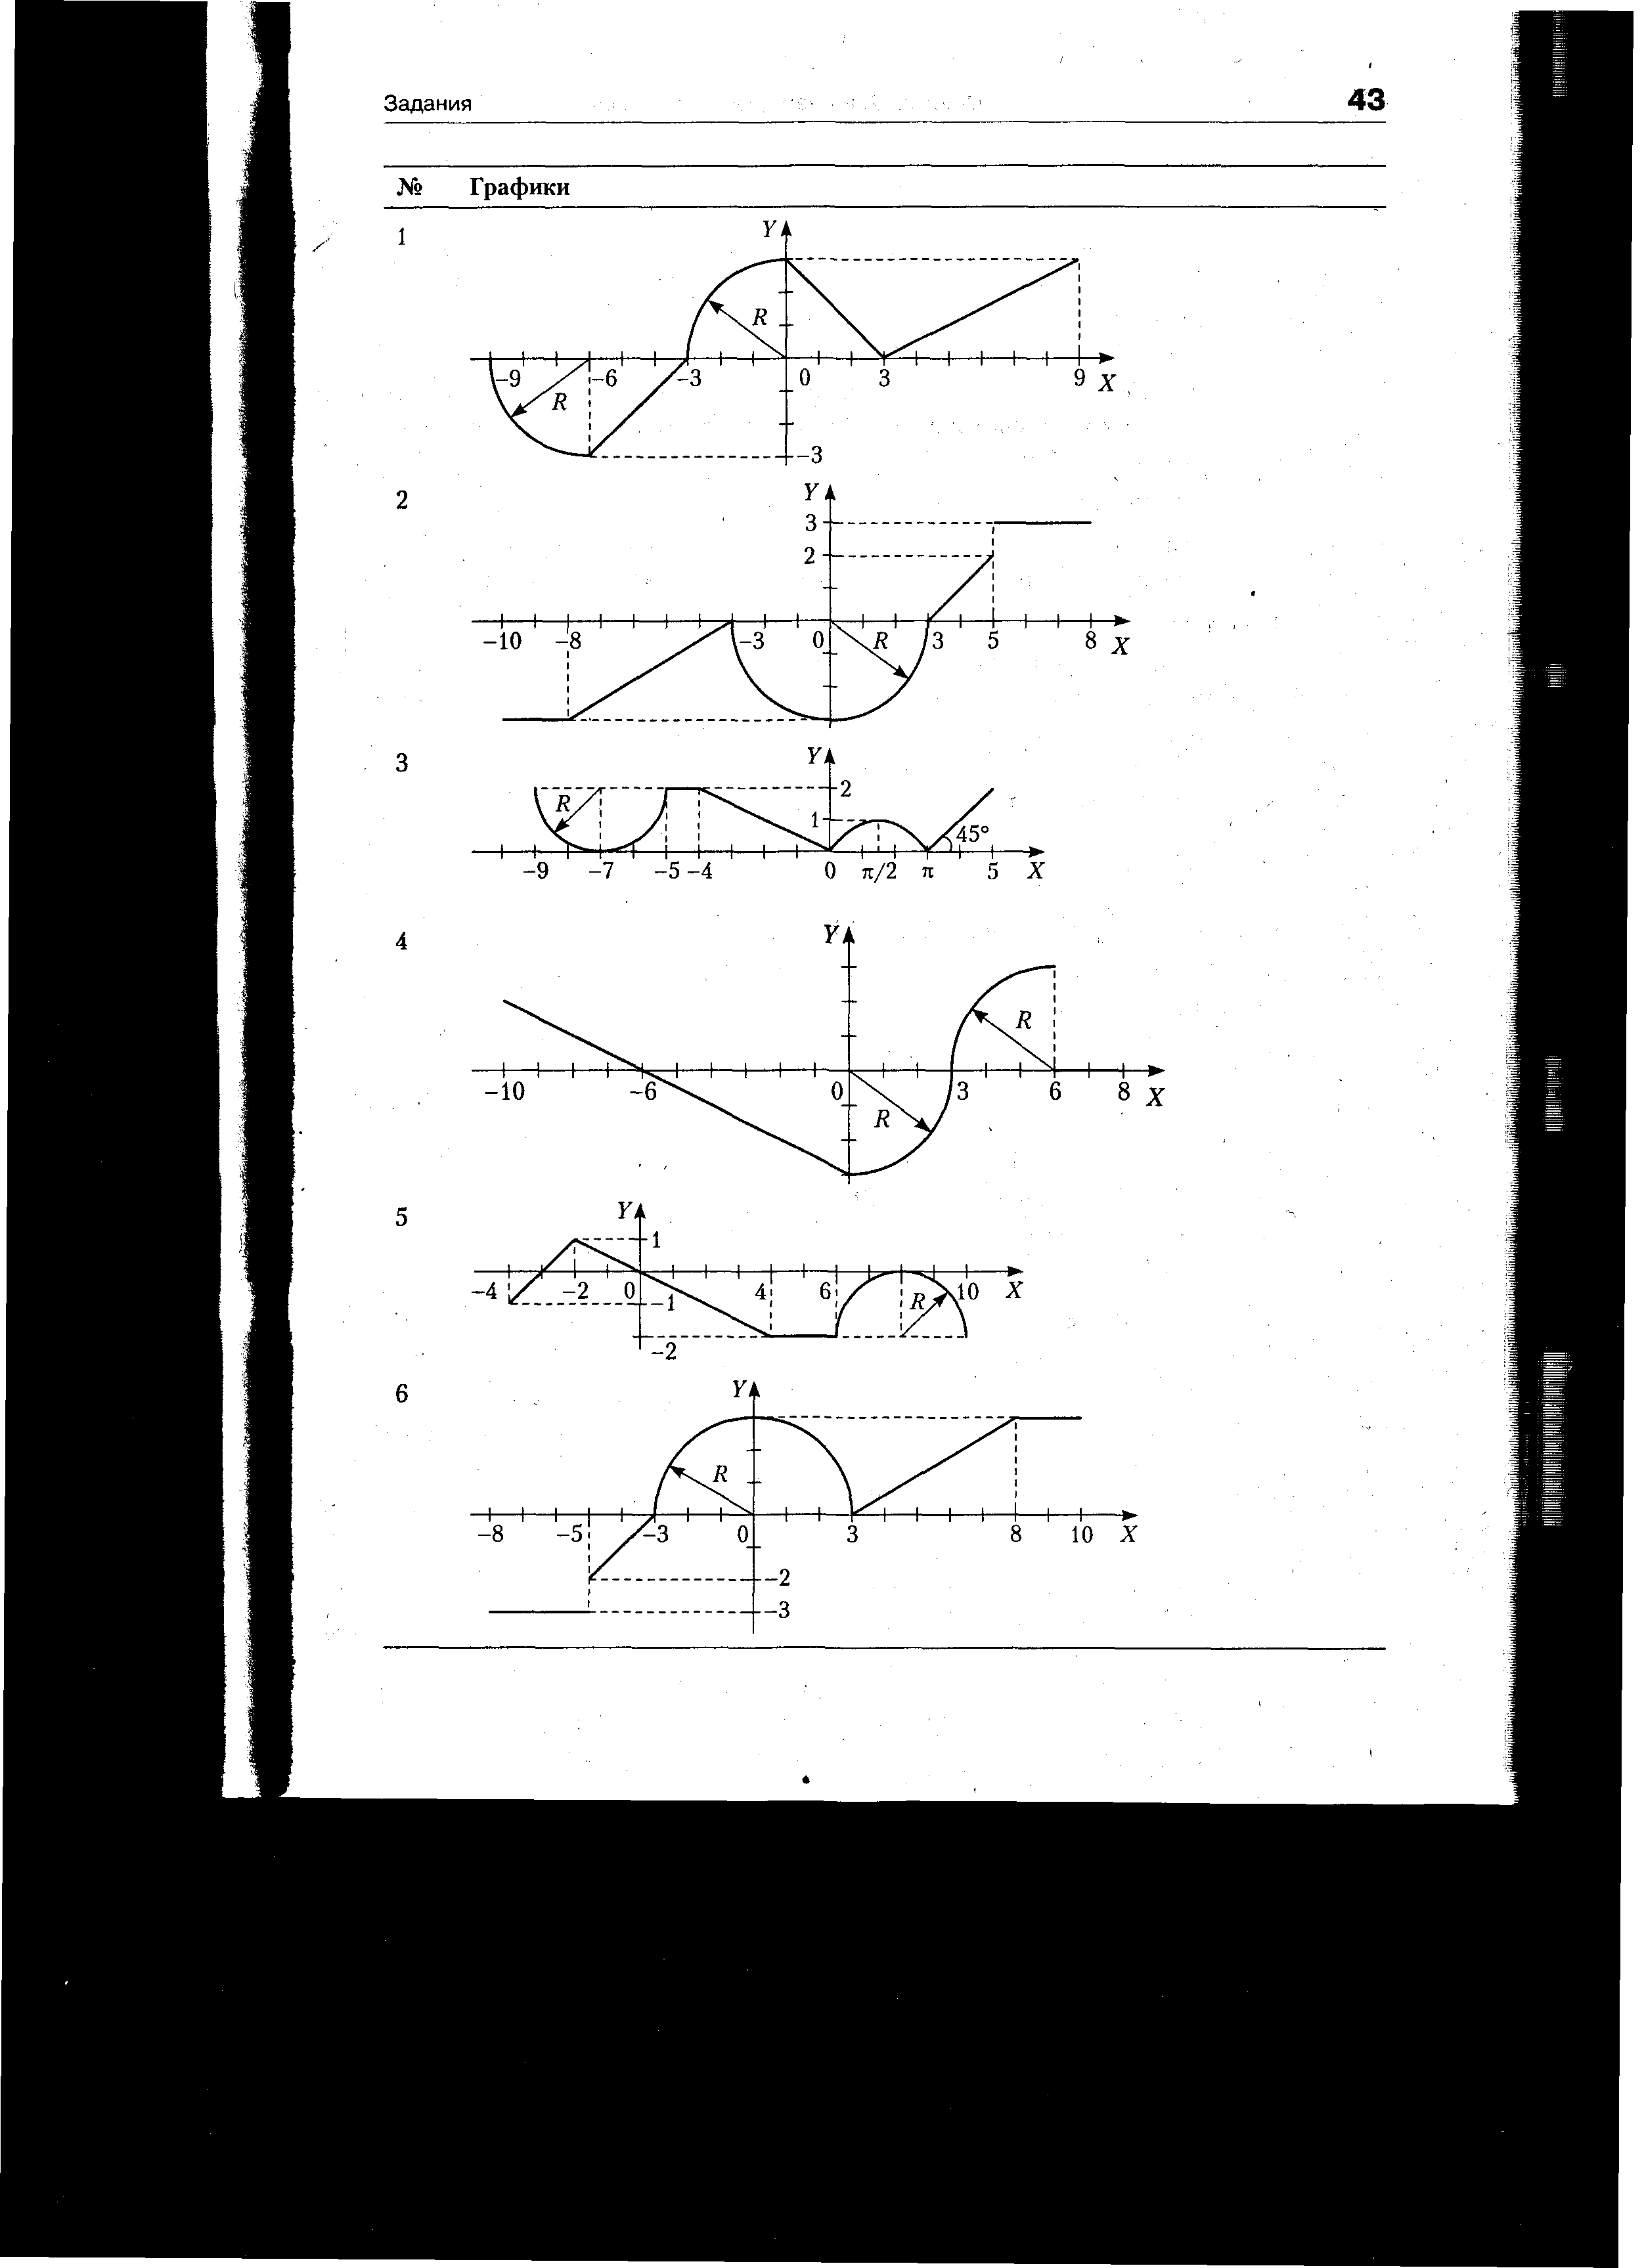 Задания 43
№ Графики
1
Y
R
-9 -6 -3 0 3 9 X
R
-3
2
Y
3
2
-10 -8 -3 0 R 3 5 8 X
3
Y
2
R
1
45°
-9 -7 -5 -4 0 π/2 π 5 X
4
Y
R
-10 -6 0 3 6 8 X
R
5
Y
1
-4 -2 0 4 6 10 X
-1 R
-2
6
Y
R
-8 -5 -3 0 3 8 10 X
-2
-3